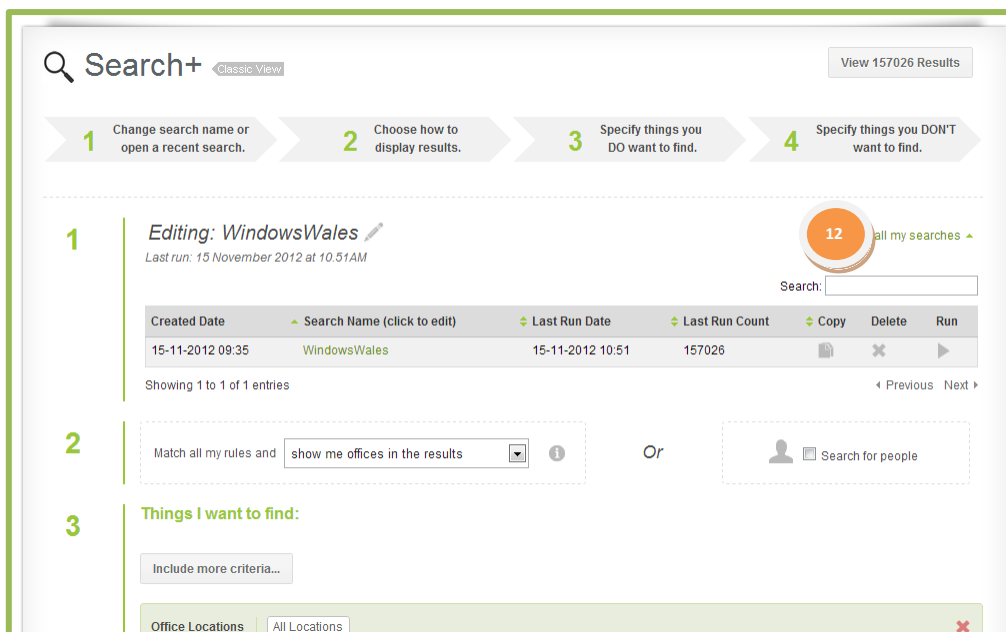 Search+ Classic View
View 157026 Results
1 Change search name or open a recent search.
2 Choose how to display results.
3 Specify things you DO want to find.
4 Specify things you DON'T want to find.
1
Editing: WindowsWales
12 all my searches
Last run: 15 November 2012 at 10.51AM
Search:
Created Date Search Name (click to edit) Last Run Date Last Run Count Copy Delete Run
15-11-2012 09:35 WindowsWales 15-11-2012 10:51 157026
Showing 1 to 1 of 1 entries Previous Next
2
Match all my rules and show me offices in the results i Or Search for people
3
Things I want to find:
Include more criteria...
Office Locations All Locations